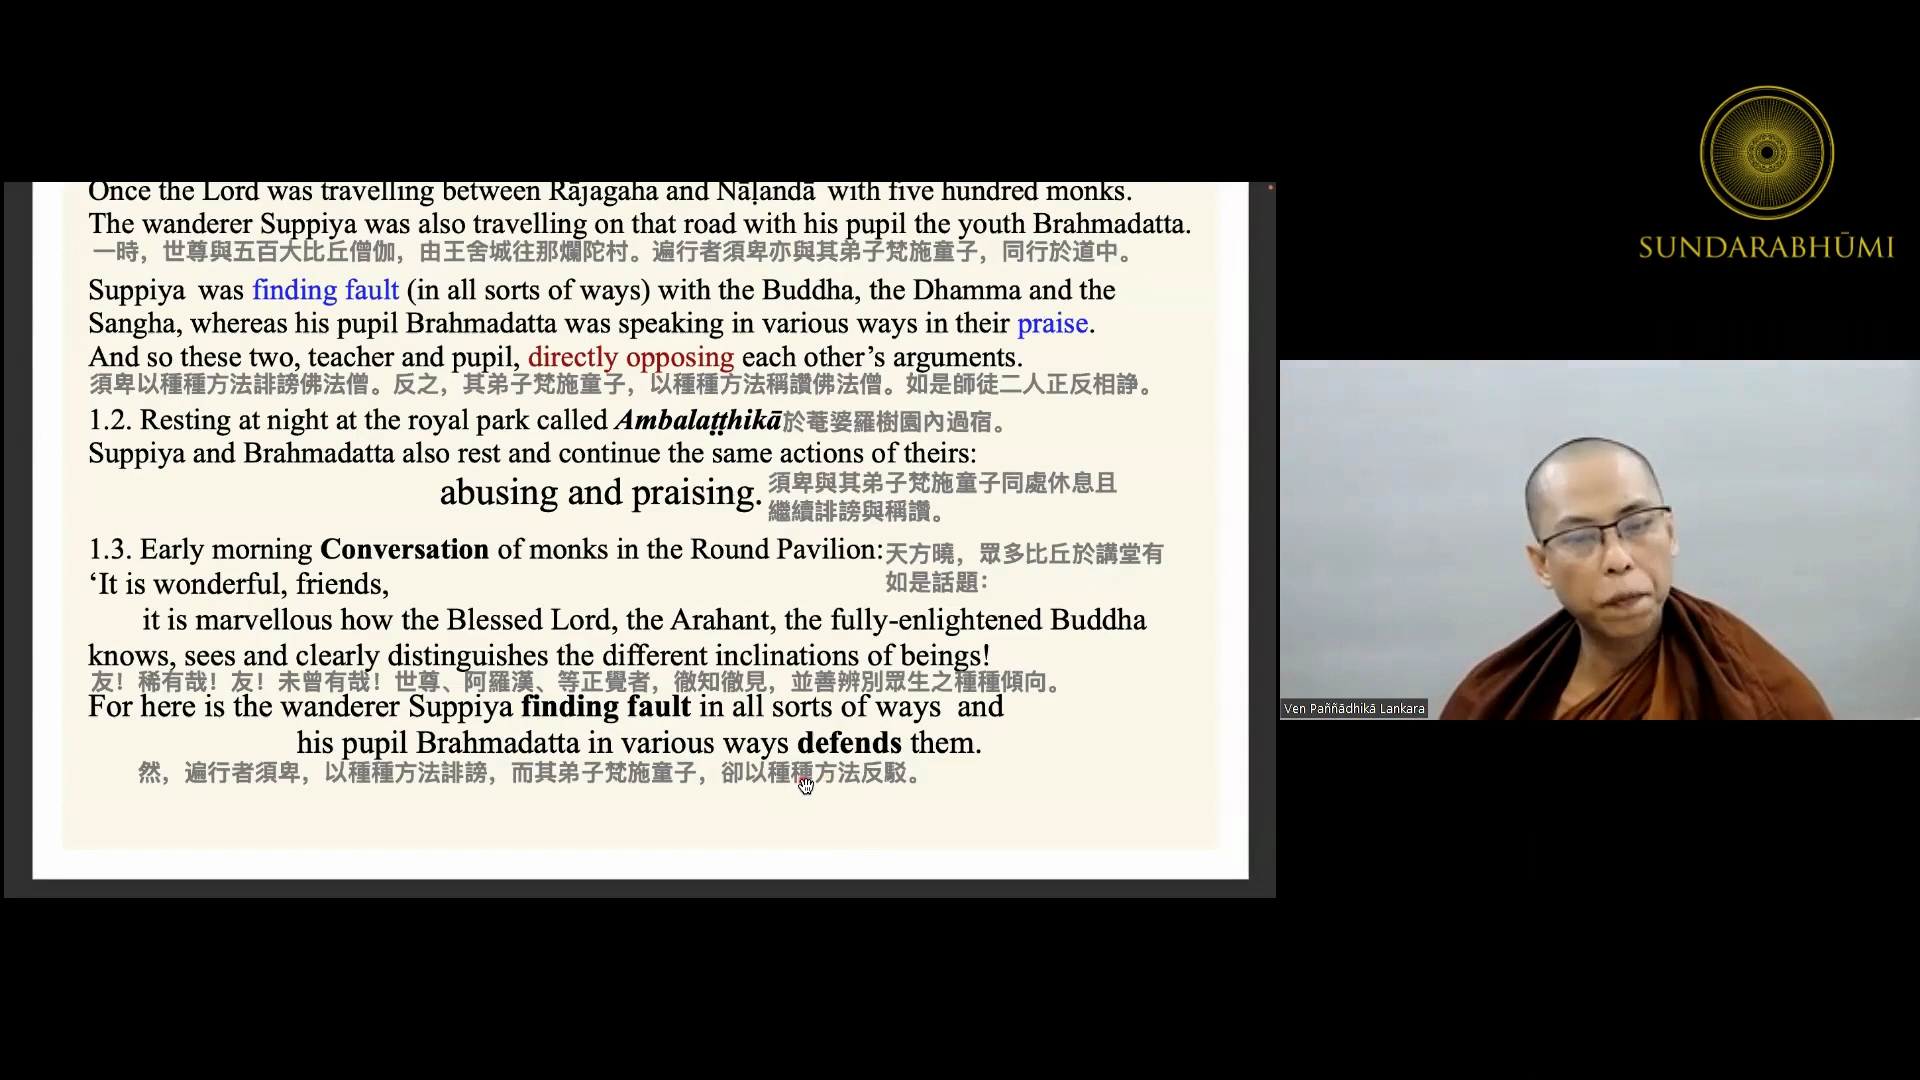 Once the Lord was travelling between Rājagaha and Nāḷandā with five hundred monks.
The wanderer Suppiya was also travelling on that road with his pupil the youth Brahmadatta.
一時，世尊與五百大比丘僧伽，由王舍城往那爛陀村。遍行者須卑亦與其弟子梵施童子，同行於道中。
Suppiya was finding fault (in all sorts of ways) with the Buddha, the Dhamma and the
Sangha, whereas his pupil Brahmadatta was speaking in various ways in their praise.
And so these two, teacher and pupil, directly opposing each other’s arguments.
須卑以種種方法誹謗佛法僧。反之，其弟子梵施童子，以種種方法稱讚佛法僧。如是師徒二人正反相諍。
1.2. Resting at night at the royal park called Ambalaṭṭhikā於菴婆羅樹園內過宿。
Suppiya and Brahmadatta also rest and continue the same actions of theirs:
abusing and praising.
須卑與其弟子梵施童子同處休息且
繼續誹謗與稱讚。
1.3. Early morning Conversation of monks in the Round Pavilion:
天方曉，眾多比丘於講堂有
如是話題：
‘It is wonderful, friends,
it is marvellous how the Blessed Lord, the Arahant, the fully-enlightened Buddha
knows, sees and clearly distinguishes the different inclinations of beings!
友！稀有哉！友！未曾有哉！世尊、阿羅漢、等正覺者，徹知徹見，並善辨別眾生之種種傾向。
For here is the wanderer Suppiya finding fault in all sorts of ways and
his pupil Brahmadatta in various ways defends them.
然，遍行者須卑，以種種方法誹謗，而其弟子梵施童子，卻以種種方法反駁。
SUNDARABHŪMI
Ven Paññādhikā Lankara